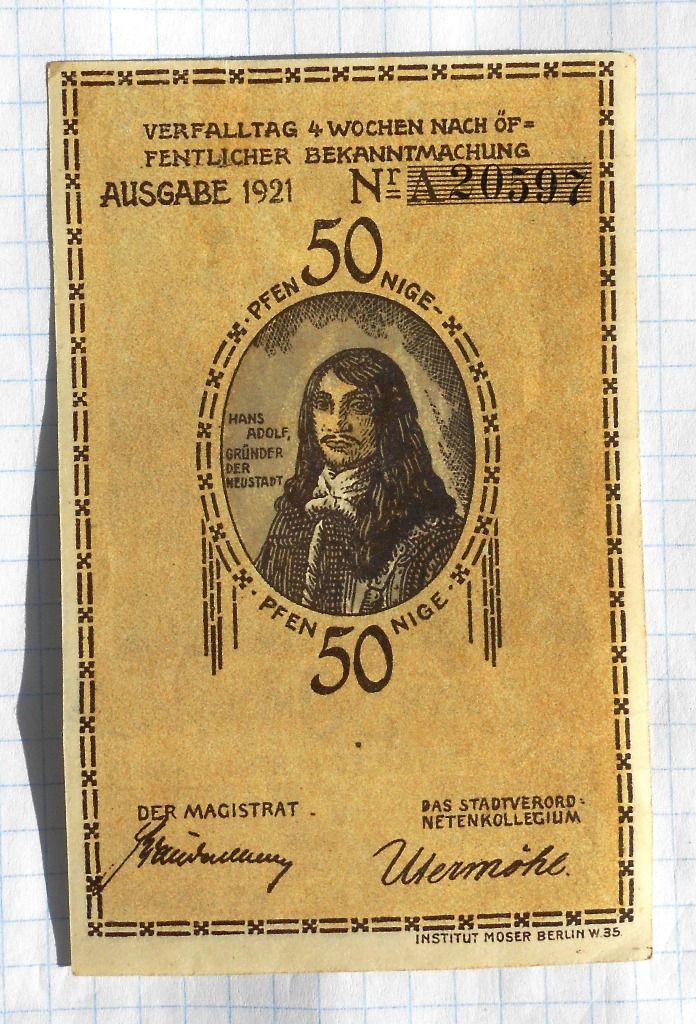 VERFALLTAG 4 WOCHEN NACH ÖF=
FENTLICHER BEKANNTMACHUNG
AUSGABE 1921 Nr A 20597
50
PFEN NIGE
HANS
ADOLF,
GRÜNDER
DER
NEUSTADT
PFEN NIGE
50
DER MAGISTRAT
DAS STADTVERORD=
NETENKOLLEGIUM
Utermöhl.
INSTITUT MOSER BERLIN W.35.